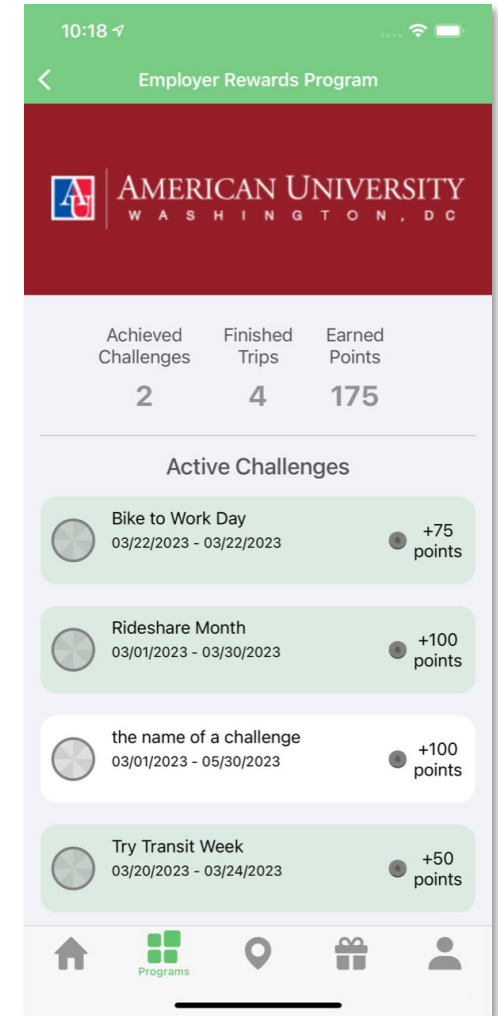 10:18
Employer Rewards Program
AU
AMERICAN UNIVERSITY
WASHINGTON, DC
Achieved Challenges
2
Finished Trips
4
Earned Points
175
Active Challenges
Bike to Work Day
03/22/2023 - 03/22/2023
+75
points
Rideshare Month
03/01/2023 - 03/30/2023
+100
points
the name of a challenge
03/01/2023 - 05/30/2023
+100
points
Try Transit Week
03/20/2023 - 03/24/2023
+50
points
Programs